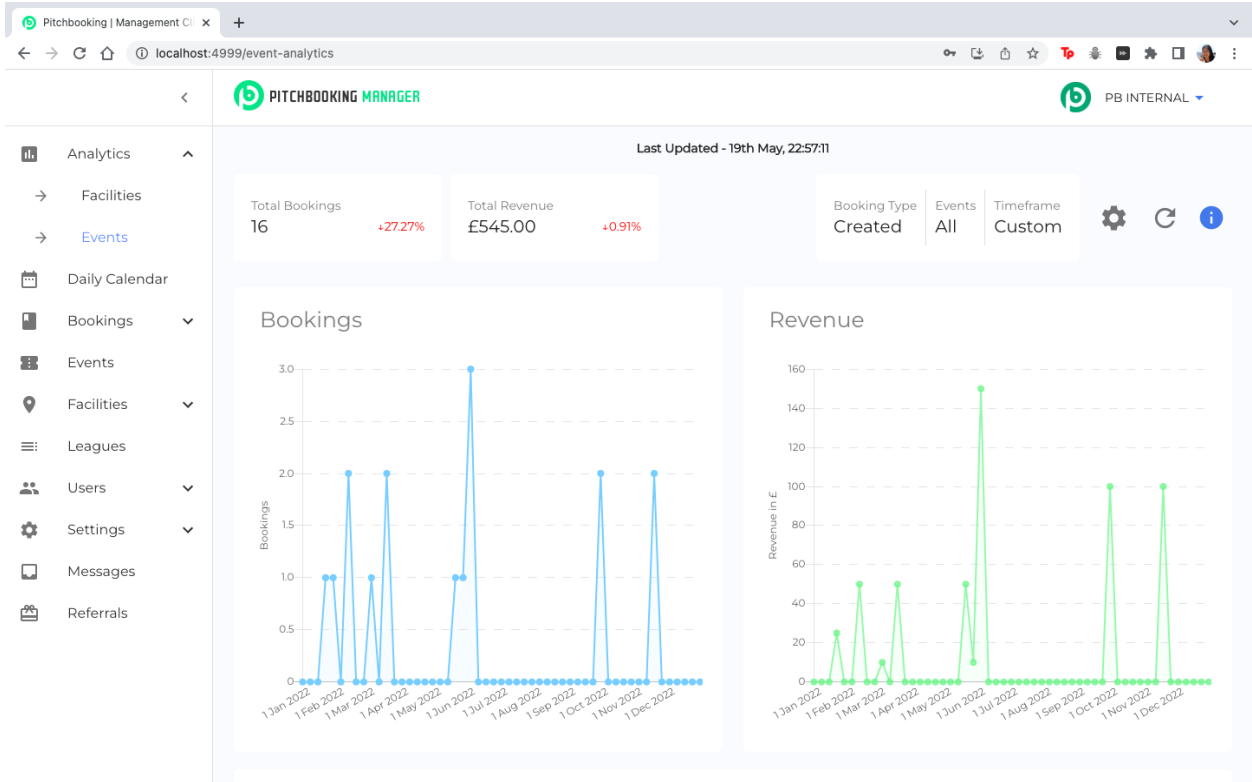 Pitchbooking | Management Cli
localhost:4999/event-analytics
PITCHBOOKING MANAGER
PB INTERNAL
Analytics
Facilities
Events
Daily Calendar
Bookings
Events
Facilities
Leagues
Users
Settings
Messages
Referrals
Last Updated - 19th May, 22:57:11
Total Bookings
16 ↓27.27%
Total Revenue
£545.00 ↓0.91%
Booking Type
Created
Events
All
Timeframe
Custom
Bookings
3.0
2.5
2.0
1.5
1.0
0.5
0
Bookings
1 Jan 2022
1 Feb 2022
1 Mar 2022
1 Apr 2022
1 May 2022
1 Jun 2022
1 Jul 2022
1 Aug 2022
1 Sep 2022
1 Oct 2022
1 Nov 2022
1 Dec 2022
Revenue
160
140
120
100
80
60
40
20
0
Revenue in £
1 Jan 2022
1 Feb 2022
1 Mar 2022
1 Apr 2022
1 May 2022
1 Jun 2022
1 Jul 2022
1 Aug 2022
1 Sep 2022
1 Oct 2022
1 Nov 2022
1 Dec 2022